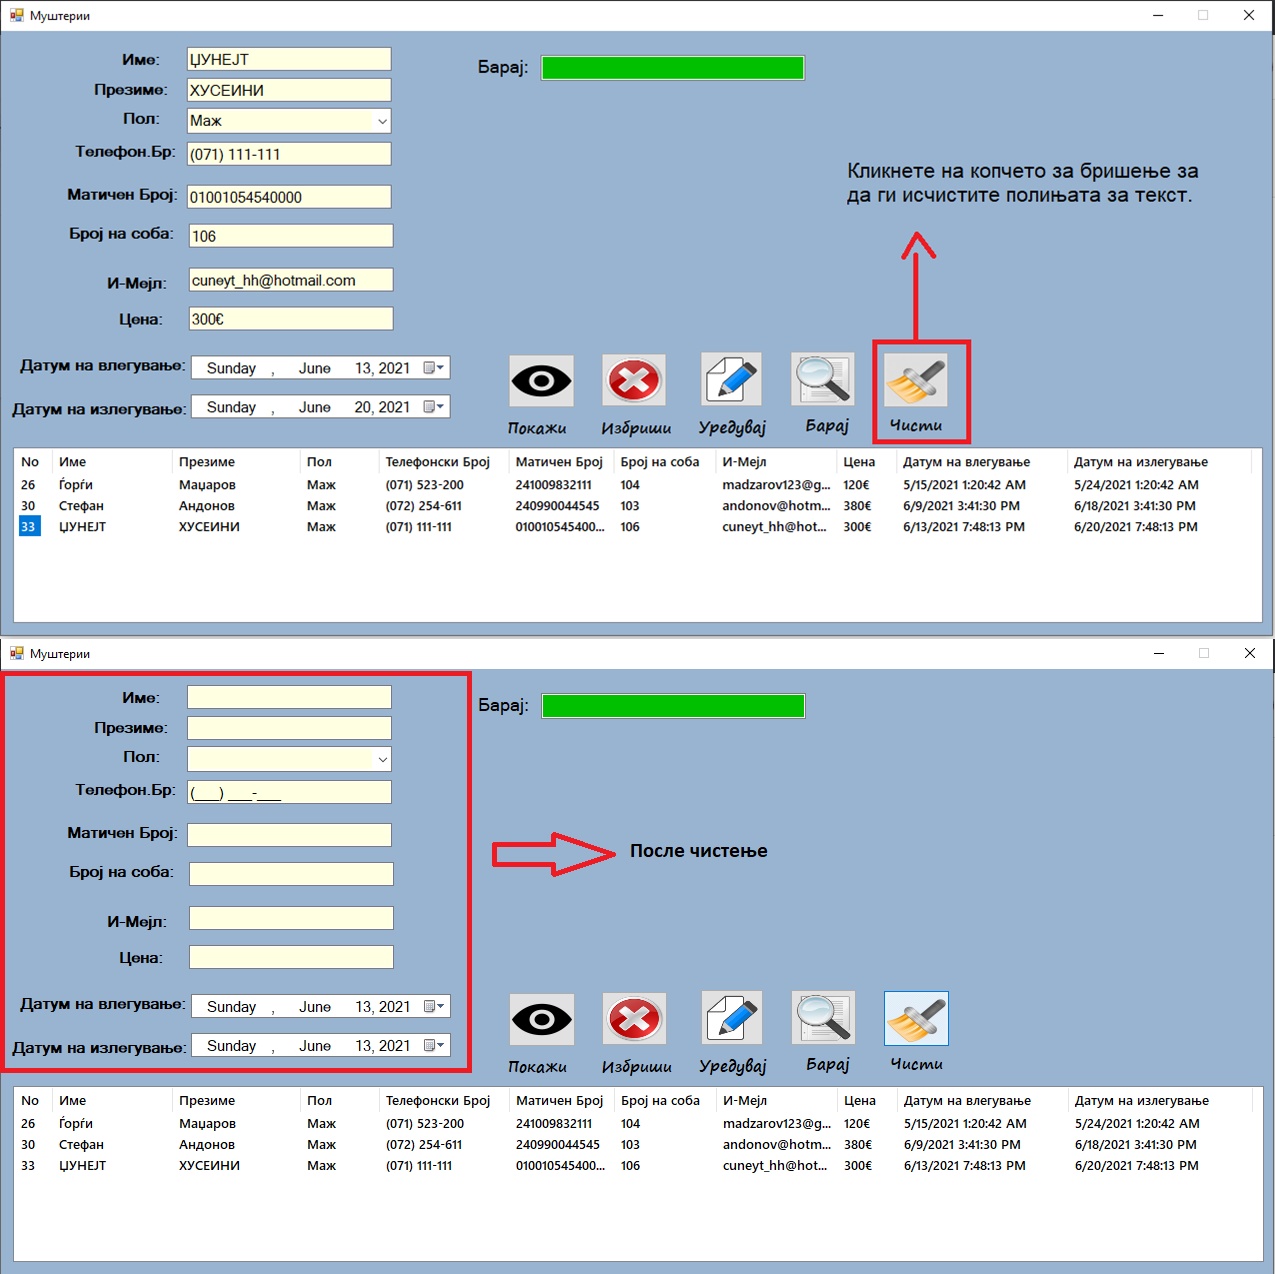 Муштерии
Име: ЏУНЕЈТ
Барај:
Презиме: ХУСЕИНИ
Пол: Маж
Телефон.Бр: (071) 111-111
Кликнете на копчето за бришење за
да ги исчистите полињата за текст.
Матичен Број: 01001054540000
Број на соба: 106
И-Мејл: cuneyt_hh@hotmail.com
Цена: 300€
Датум на влегување: Sunday , June 13, 2021
Датум на излегување: Sunday , June 20, 2021
Покажи Избриши Уредувај Барај Чисти
No Име Презиме Пол Телефонски Број Матичен Број Број на соба И-Мејл Цена Датум на влегување Датум на излегување
26 Ѓорѓи Маџаров Маж (071) 523-200 241009832111 104 madzarov123@g... 120€ 5/15/2021 1:20:42 AM 5/24/2021 1:20:42 AM
30 Стефан Андонов Маж (072) 254-611 240990044545 103 andonov@hotm... 380€ 6/9/2021 3:41:30 PM 6/18/2021 3:41:30 PM
33 ЏУНЕЈТ ХУСЕИНИ Маж (071) 111-111 010010545400... 106 cuneyt_hh@hot... 300€ 6/13/2021 7:48:13 PM 6/20/2021 7:48:13 PM
Муштерии
Име:
Барај:
Презиме:
Пол:
Телефон.Бр: (___) ___-___
Матичен Број:
После чистење
Број на соба:
И-Мејл:
Цена:
Датум на влегување: Sunday , June 13, 2021
Датум на излегување: Sunday , June 13, 2021
Покажи Избриши Уредувај Барај Чисти
No Име Презиме Пол Телефонски Број Матичен Број Број на соба И-Мејл Цена Датум на влегување Датум на излегување
26 Ѓорѓи Маџаров Маж (071) 523-200 241009832111 104 madzarov123@g... 120€ 5/15/2021 1:20:42 AM 5/24/2021 1:20:42 AM
30 Стефан Андонов Маж (072) 254-611 240990044545 103 andonov@hotm... 380€ 6/9/2021 3:41:30 PM 6/18/2021 3:41:30 PM
33 ЏУНЕЈТ ХУСЕИНИ Маж (071) 111-111 010010545400... 106 cuneyt_hh@hot... 300€ 6/13/2021 7:48:13 PM 6/20/2021 7:48:13 PM